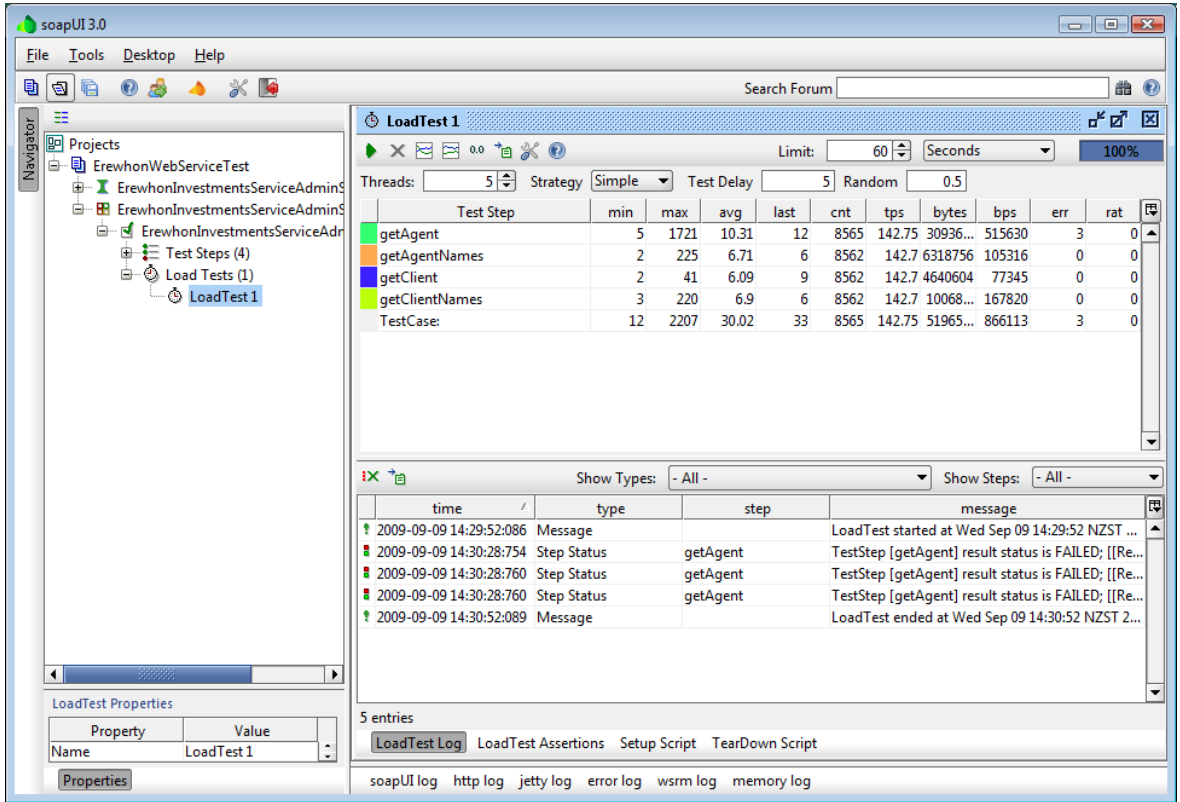 soapUI 3.0
File Tools Desktop Help
Search Forum
Navigator
Projects
ErewhonWebServiceTest
ErewhonInvestmentsServiceAdminS
ErewhonInvestmentsServiceAdminS
ErewhonInvestmentsServiceAdr
Test Steps (4)
Load Tests (1)
LoadTest 1
LoadTest Properties
Property Value
Name LoadTest 1
Properties
LoadTest 1
0.0 Limit: 60 Seconds 100%
Threads: 5 Strategy Simple Test Delay 5 Random 0.5
Test Step min max avg last cnt tps bytes bps err rat
getAgent 5 1721 10.31 12 8565 142.75 30936... 515630 3 0
getAgentNames 2 225 6.71 6 8562 142.7 6318756 105316 0 0
getClient 2 41 6.09 9 8562 142.7 4640604 77345 0 0
getClientNames 3 220 6.9 6 8562 142.7 10068... 167820 0 0
TestCase: 12 2207 30.02 33 8565 142.75 51965... 866113 3 0
Show Types: - All - Show Steps: - All -
time type step message
2009-09-09 14:29:52:086 Message LoadTest started at Wed Sep 09 14:29:52 NZST ...
2009-09-09 14:30:28:754 Step Status getAgent TestStep [getAgent] result status is FAILED; [[Re...
2009-09-09 14:30:28:760 Step Status getAgent TestStep [getAgent] result status is FAILED; [[Re...
2009-09-09 14:30:28:760 Step Status getAgent TestStep [getAgent] result status is FAILED; [[Re...
2009-09-09 14:30:52:089 Message LoadTest ended at Wed Sep 09 14:30:52 NZST 2...
5 entries
LoadTest Log LoadTest Assertions Setup Script TearDown Script
soapUI log http log jetty log error log wsrm log memory log